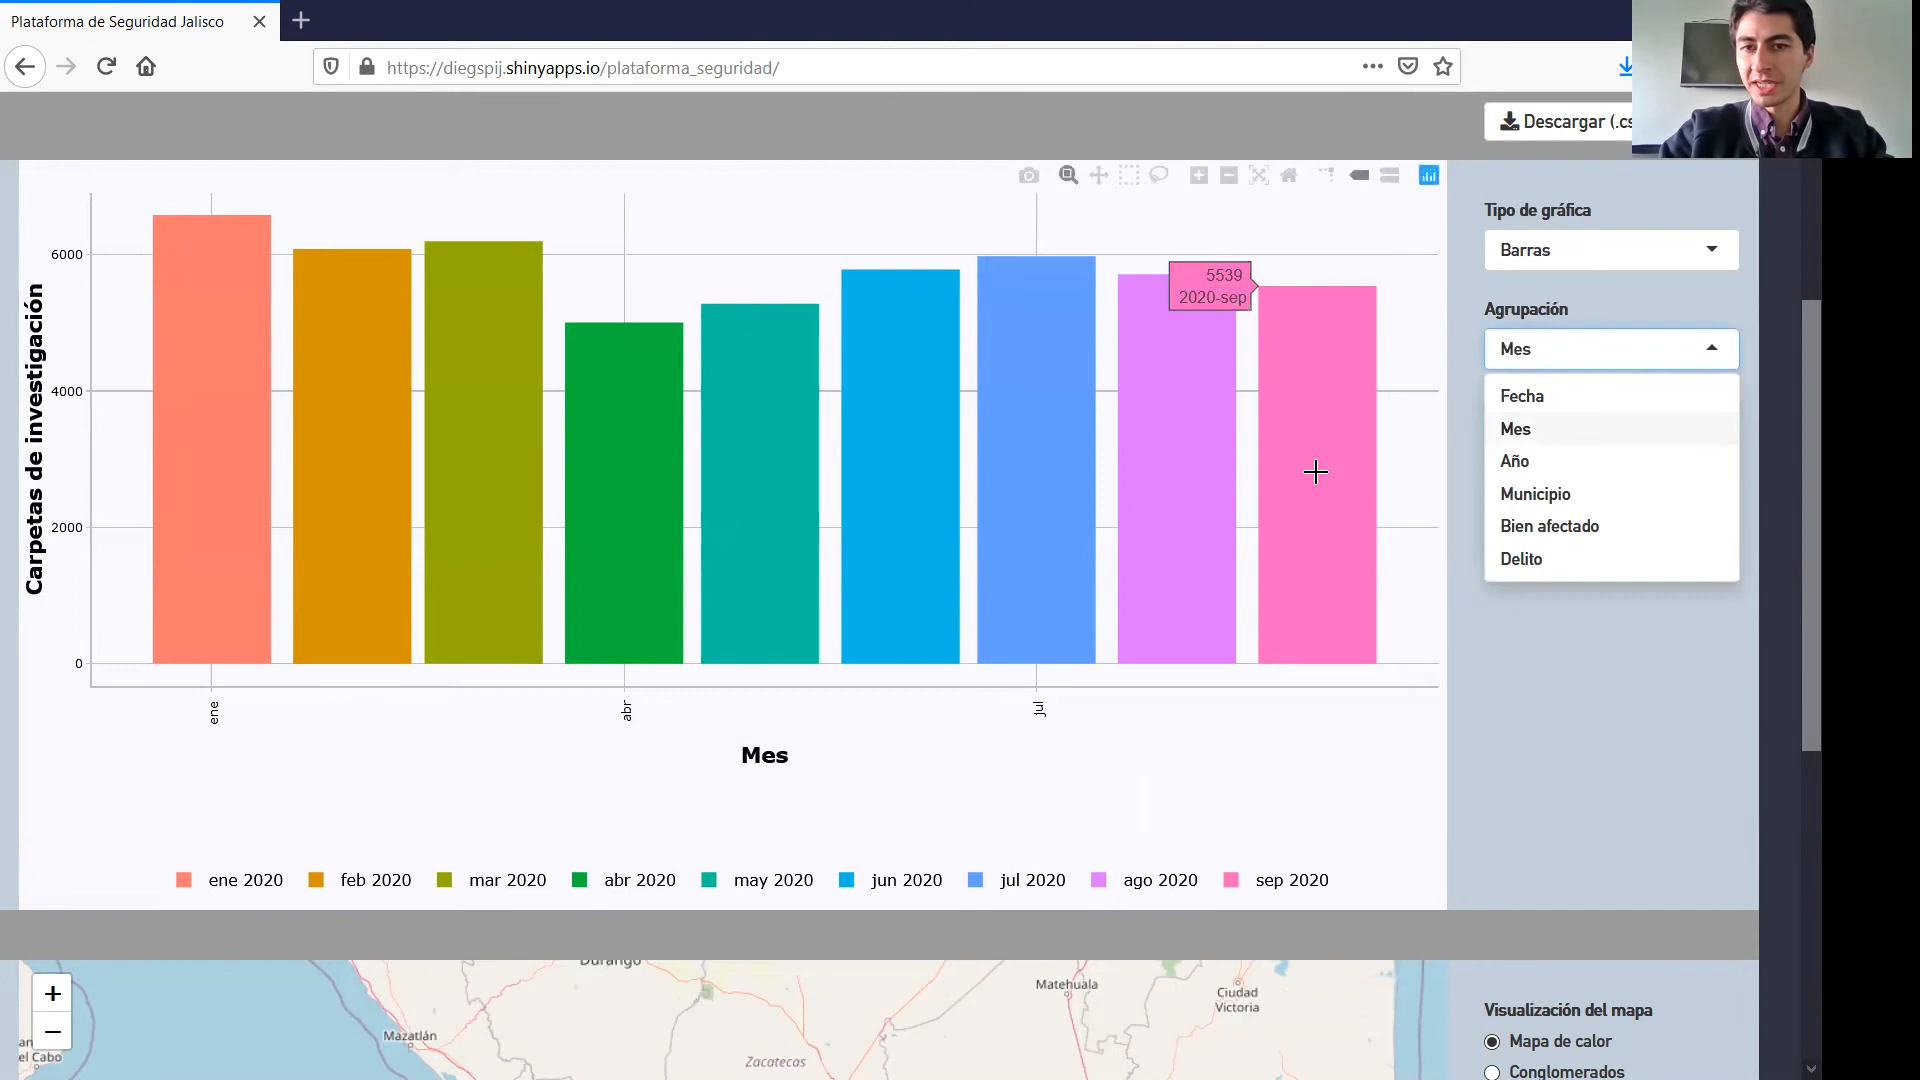 Plataforma de Seguridad Jalisco
https://diegspij.shinyapps.io/plataforma_seguridad/
Descargar (.cs
Tipo de gráfica
Barras
Agrupación
Mes
Fecha
Mes
Año
Municipio
Bien afectado
Delito
Carpetas de investigación
6000
4000
2000
0
5539
2020-sep
ene
abr
jul
Mes
ene 2020
feb 2020
mar 2020
abr 2020
may 2020
jun 2020
jul 2020
ago 2020
sep 2020
Durango
Matehuala
Ciudad
Victoria
Mazatlán
Zacatecas
an
el Cabo
+
−
Visualización del mapa
Mapa de calor
Conglomerados